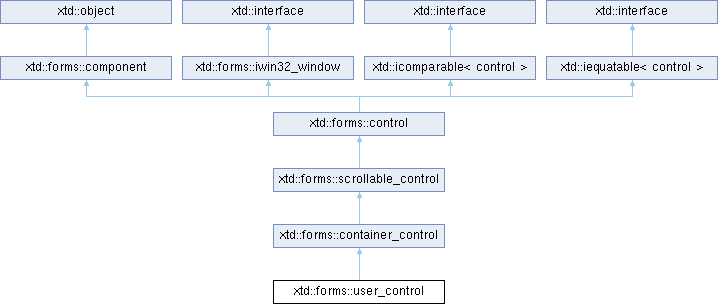 xtd::object
xtd::interface
xtd::interface
xtd::interface
xtd::forms::component
xtd::forms::iwin32_window
xtd::icomparable< control >
xtd::iequatable< control >
xtd::forms::control
xtd::forms::scrollable_control
xtd::forms::container_control
xtd::forms::user_control